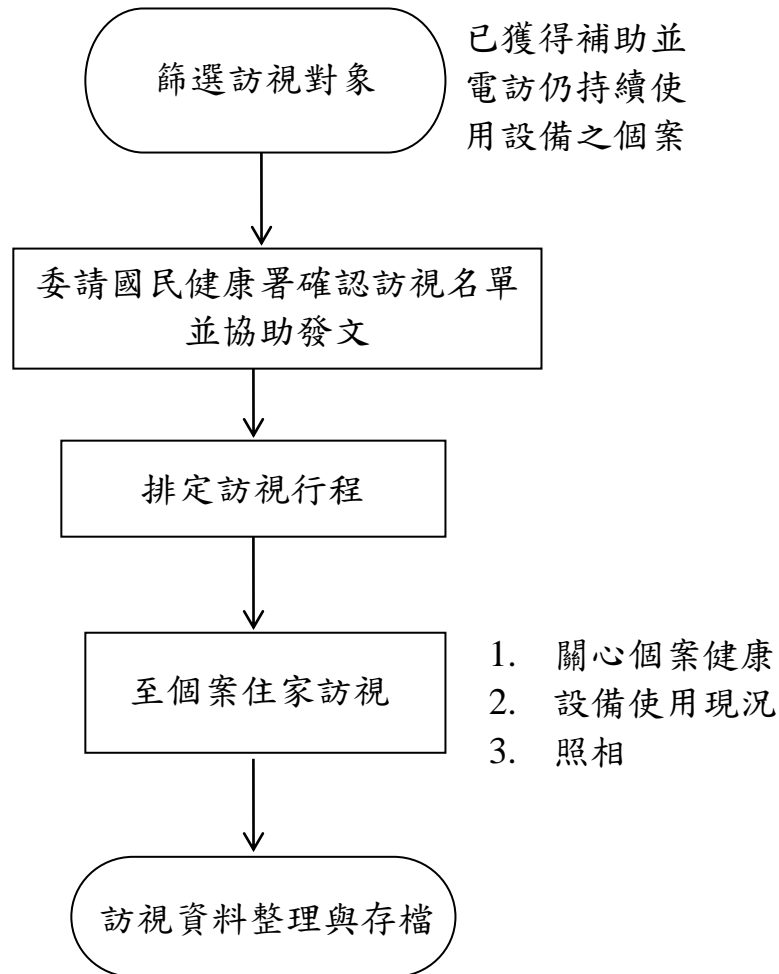 篩選訪視對象
已獲得補助並
電訪仍持續使
用設備之個案
委請國民健康署確認訪視名單
並協助發文
排定訪視行程
至個案住家訪視
1. 關心個案健康
2. 設備使用現況
3. 照相
訪視資料整理與存檔